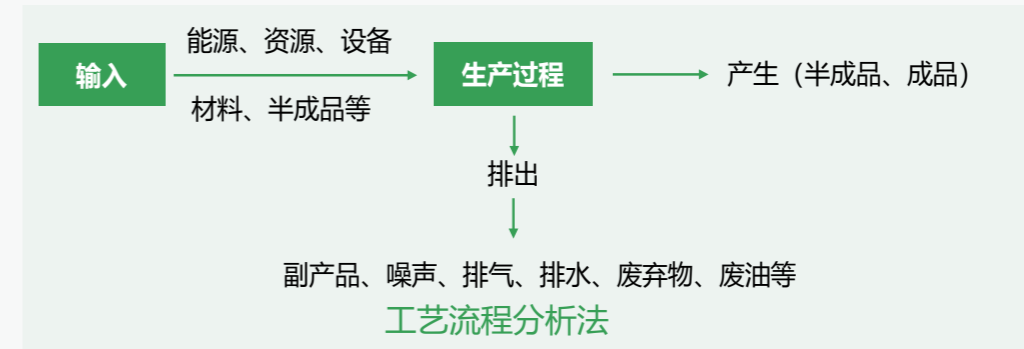 能源、资源、设备
输入
生产过程
产生（半成品、成品）
材料、半成品等
排出
副产品、噪声、排气、排水、废弃物、废油等
工艺流程分析法